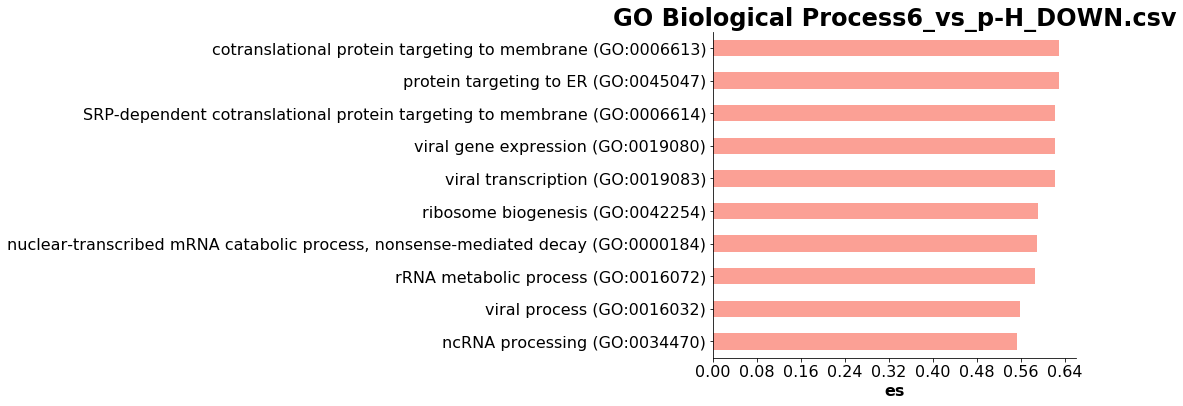 GO Biological Process6_vs_p-H_DOWN.csv
cotranslational protein targeting to membrane (GO:0006613)
protein targeting to ER (GO:0045047)
SRP-dependent cotranslational protein targeting to membrane (GO:0006614)
viral gene expression (GO:0019080)
viral transcription (GO:0019083)
ribosome biogenesis (GO:0042254)
nuclear-transcribed mRNA catabolic process, nonsense-mediated decay (GO:0000184)
rRNA metabolic process (GO:0016072)
viral process (GO:0016032)
ncRNA processing (GO:0034470)
0.00 0.08 0.16 0.24 0.32 0.40 0.48 0.56 0.64
es